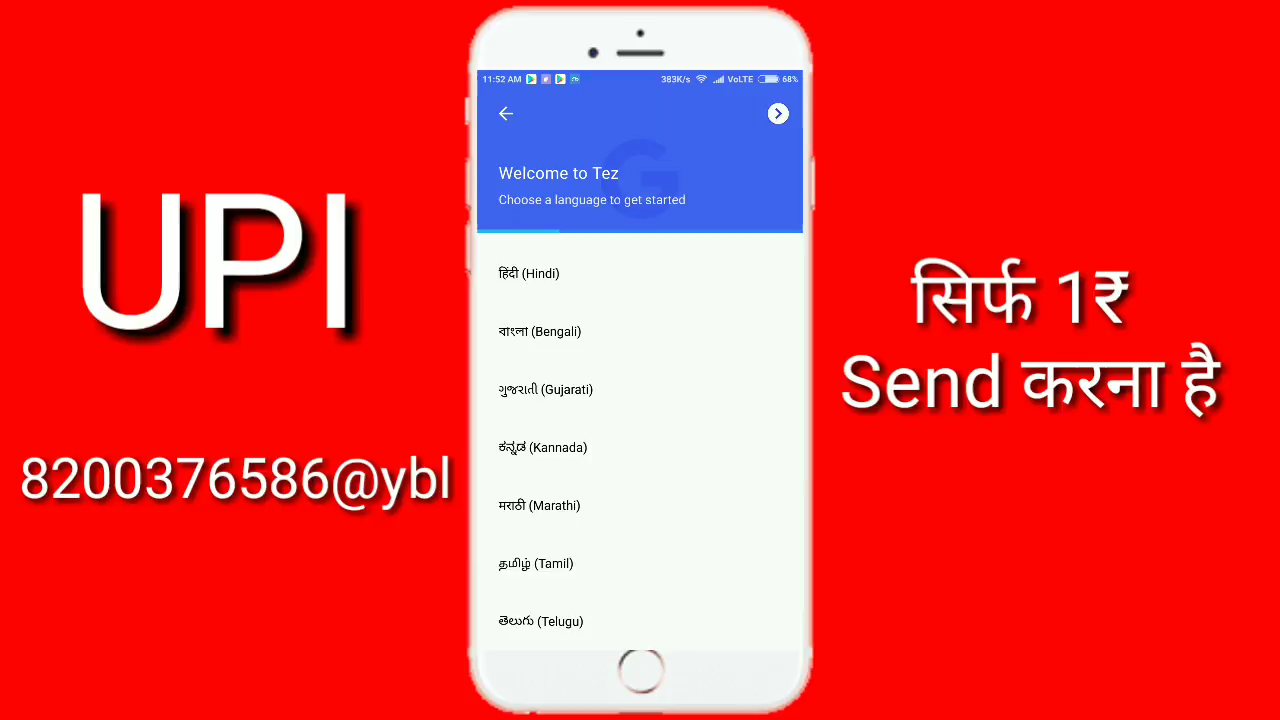 UPI
8200376586@ybl
11:52 AM 383K/s VoLTE 68%
Welcome to Tez
Choose a language to get started
हिंदी (Hindi)
বাংলা (Bengali)
ગુજરાતી (Gujarati)
ಕನ್ನಡ (Kannada)
मराठी (Marathi)
தமிழ் (Tamil)
తెలుగు (Telugu)
सिर्फ 1₹
Send करना है